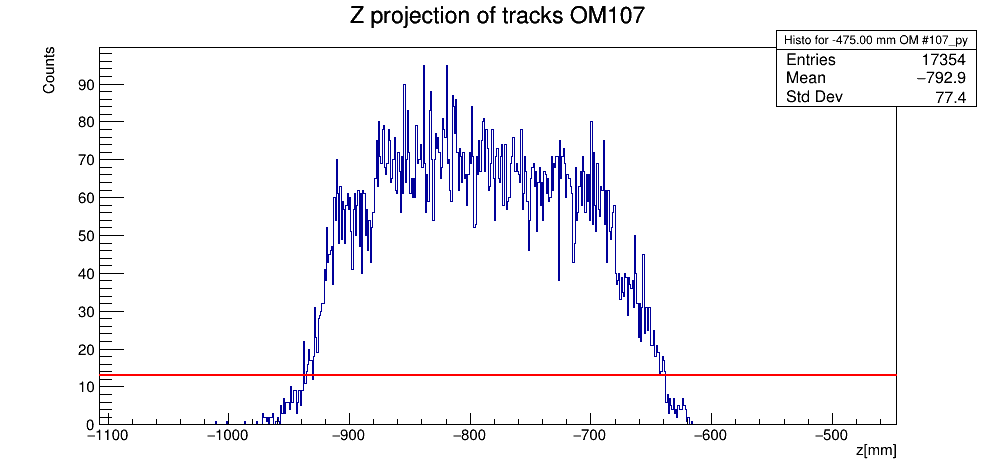 Z projection of tracks OM107
Histo for -475.00 mm OM #107_py
Entries 17354
Mean −792.9
Std Dev 77.4
Counts
90
80
70
60
50
40
30
20
10
0
−1100 −1000 −900 −800 −700 −600 −500
z[mm]